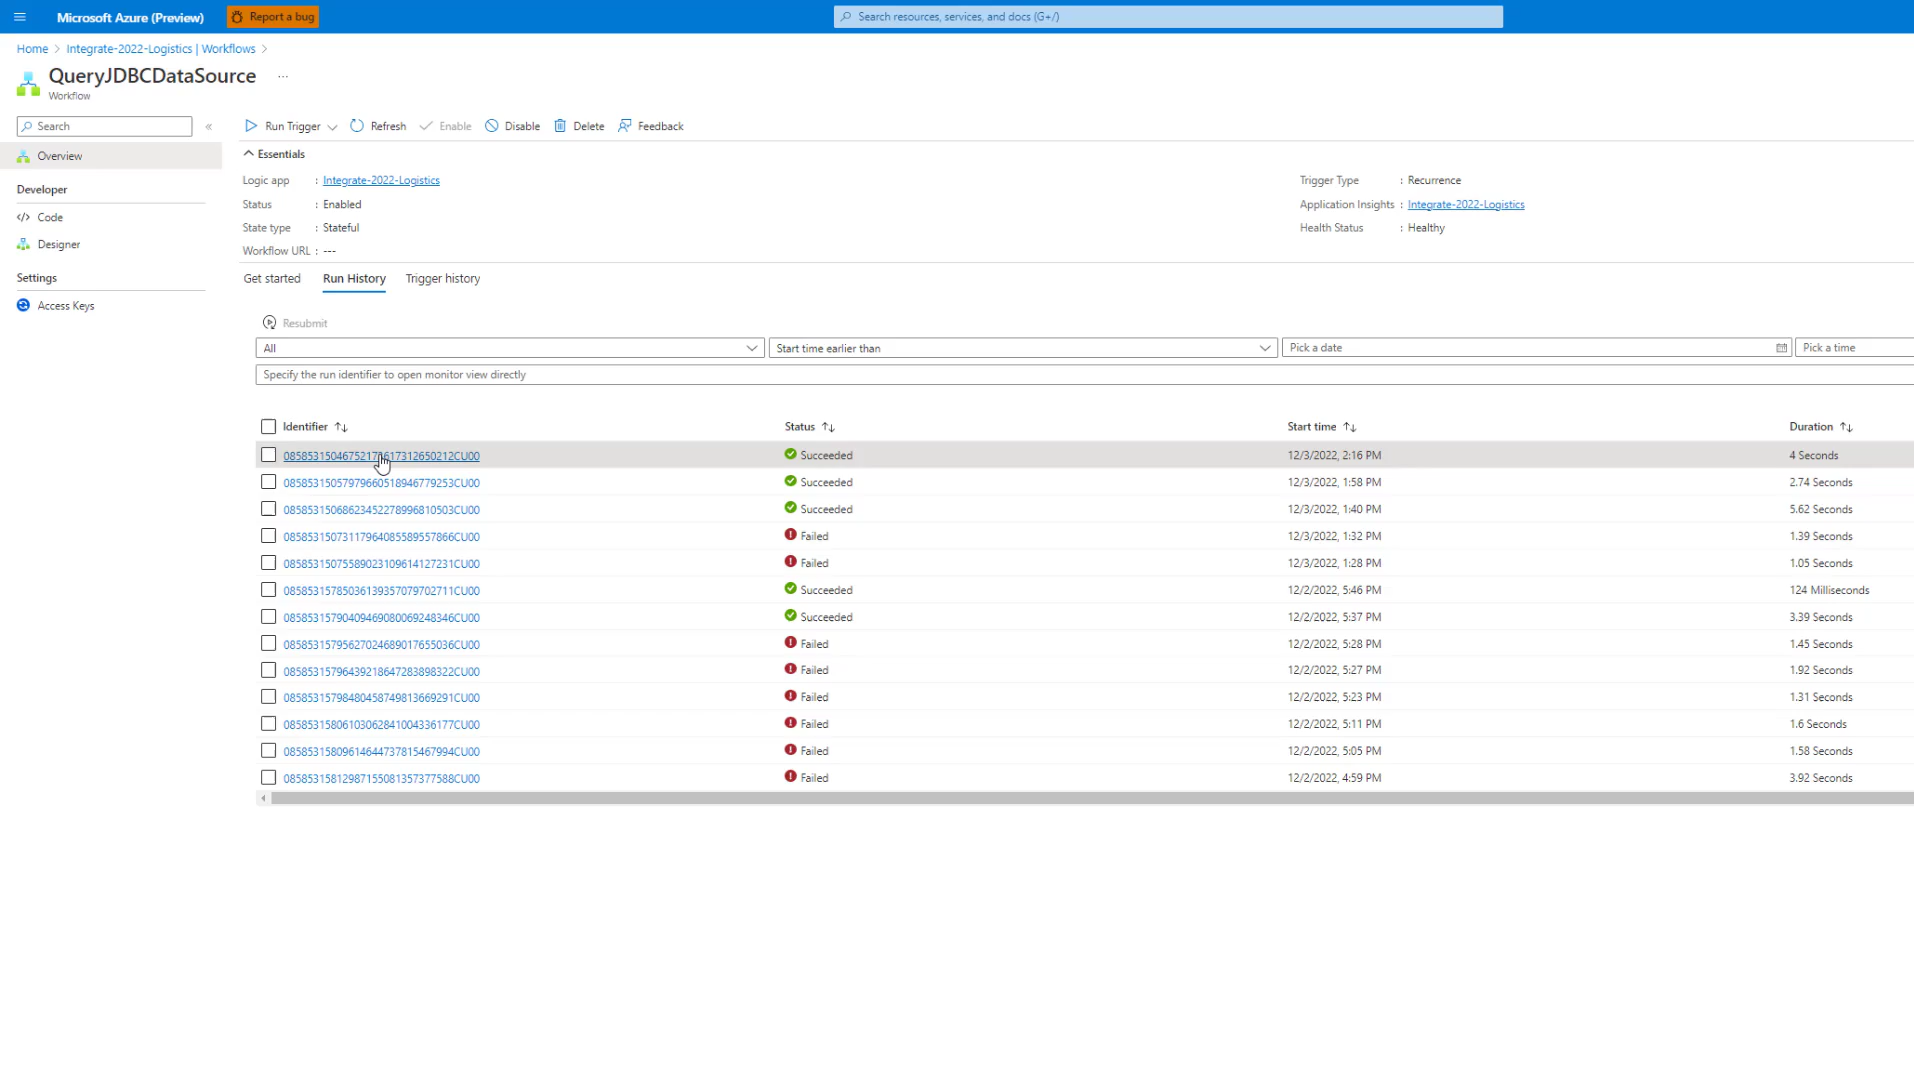 Microsoft Azure (Preview) Report a bug Search resources, services, and docs (G+/)
Home > Integrate-2022-Logistics | Workflows >
QueryJDBCDataSource ...
Workflow
Search «
Run Trigger Refresh Enable Disable Delete Feedback
Overview
Essentials
Developer
Code
Designer
Settings
Access Keys
Logic app : Integrate-2022-Logistics
Status : Enabled
State type : Stateful
Workflow URL : ---
Trigger Type : Recurrence
Application Insights : Integrate-2022-Logistics
Health Status : Healthy
Get started Run History Trigger history
Resubmit
All Start time earlier than Pick a date Pick a time
Specify the run identifier to open monitor view directly
Identifier Status Start time Duration
Succeeded 12/3/2022, 2:16 PM 4 Seconds
08585315057979660518946779253CU00 Succeeded 12/3/2022, 1:58 PM 2.74 Seconds
08585315068623452278996810503CU00 Succeeded 12/3/2022, 1:40 PM 5.62 Seconds
08585315073117964085589557866CU00 Failed 12/3/2022, 1:32 PM 1.39 Seconds
08585315075589023109614127231CU00 Failed 12/3/2022, 1:28 PM 1.05 Seconds
08585315785036139357079702711CU00 Succeeded 12/2/2022, 5:46 PM 124 Milliseconds
08585315790409469080069248346CU00 Succeeded 12/2/2022, 5:37 PM 3.39 Seconds
08585315795627024689017655036CU00 Failed 12/2/2022, 5:28 PM 1.45 Seconds
08585315796439218647283898322CU00 Failed 12/2/2022, 5:27 PM 1.92 Seconds
08585315798480458749813669291CU00 Failed 12/2/2022, 5:23 PM 1.31 Seconds
08585315806103062841004336177CU00 Failed 12/2/2022, 5:11 PM 1.6 Seconds
08585315809614644737815467994CU00 Failed 12/2/2022, 5:05 PM 1.58 Seconds
08585315812987155081357377588CU00 Failed 12/2/2022, 4:59 PM 3.92 Seconds